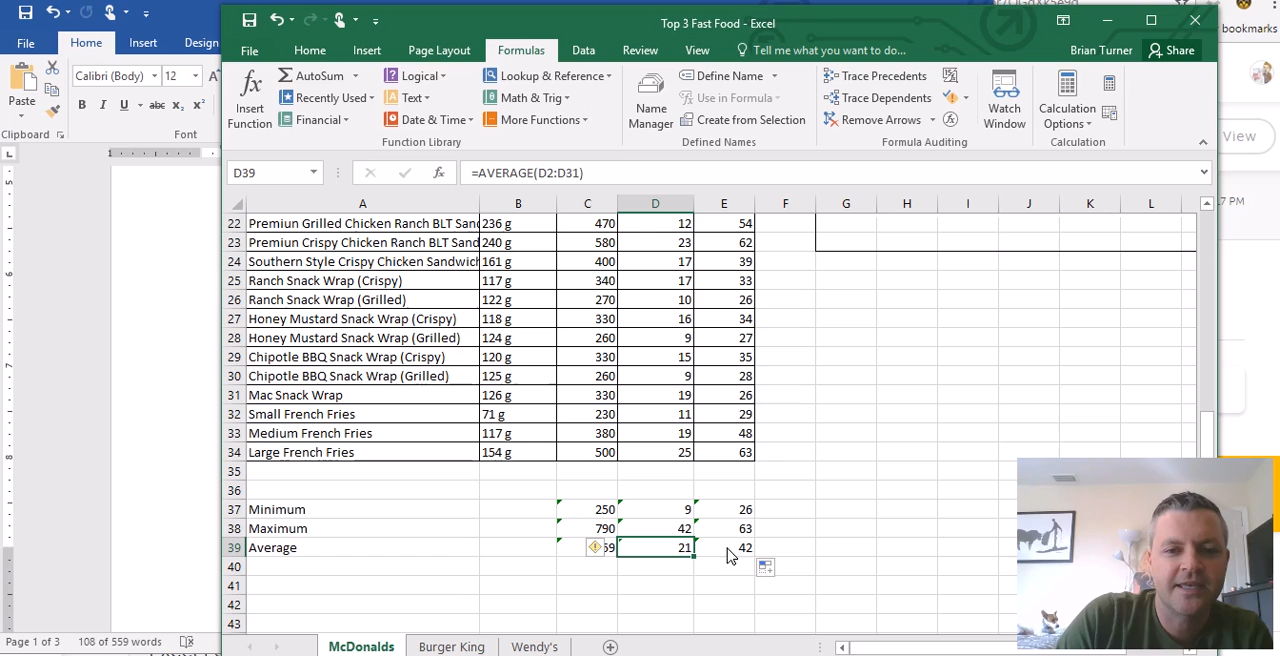 Top 3 Fast Food - Excel
bookmarks
File Home Insert Design
File Home Insert Page Layout Formulas Data Review View Tell me what you want to do... Brian Turner Share
Calibri (Body) 12
Paste
B I U abc X₂ X²
Clipboard Font
fx Insert Function
AutoSum Logical Lookup & Reference
Recently Used Text Math & Trig
Financial Date & Time More Functions
Function Library
Name Manager
Define Name
Use in Formula
Create from Selection
Defined Names
Trace Precedents
Trace Dependents
Remove Arrows
Formula Auditing
Watch Window
Calculation Options
Calculation
View
D39 fx =AVERAGE(D2:D31)
A B C D E F G H I J K L
7 PM
22 Premiun Grilled Chicken Ranch BLT Sand 236 g 470 12 54
23 Premiun Crispy Chicken Ranch BLT Sand 240 g 580 23 62
24 Southern Style Crispy Chicken Sandwich 161 g 400 17 39
25 Ranch Snack Wrap (Crispy) 117 g 340 17 33
26 Ranch Snack Wrap (Grilled) 122 g 270 10 26
27 Honey Mustard Snack Wrap (Crispy) 118 g 330 16 34
28 Honey Mustard Snack Wrap (Grilled) 124 g 260 9 27
29 Chipotle BBQ Snack Wrap (Crispy) 120 g 330 15 35
30 Chipotle BBQ Snack Wrap (Grilled) 125 g 260 9 28
31 Mac Snack Wrap 126 g 330 19 26
32 Small French Fries 71 g 230 11 29
33 Medium French Fries 117 g 380 19 48
34 Large French Fries 154 g 500 25 63
35
36
37 Minimum 250 9 26
38 Maximum 790 42 63
39 Average 59 21 42
40
41
42
43
Page 1 of 3 108 of 559 words
McDonalds Burger King Wendy's